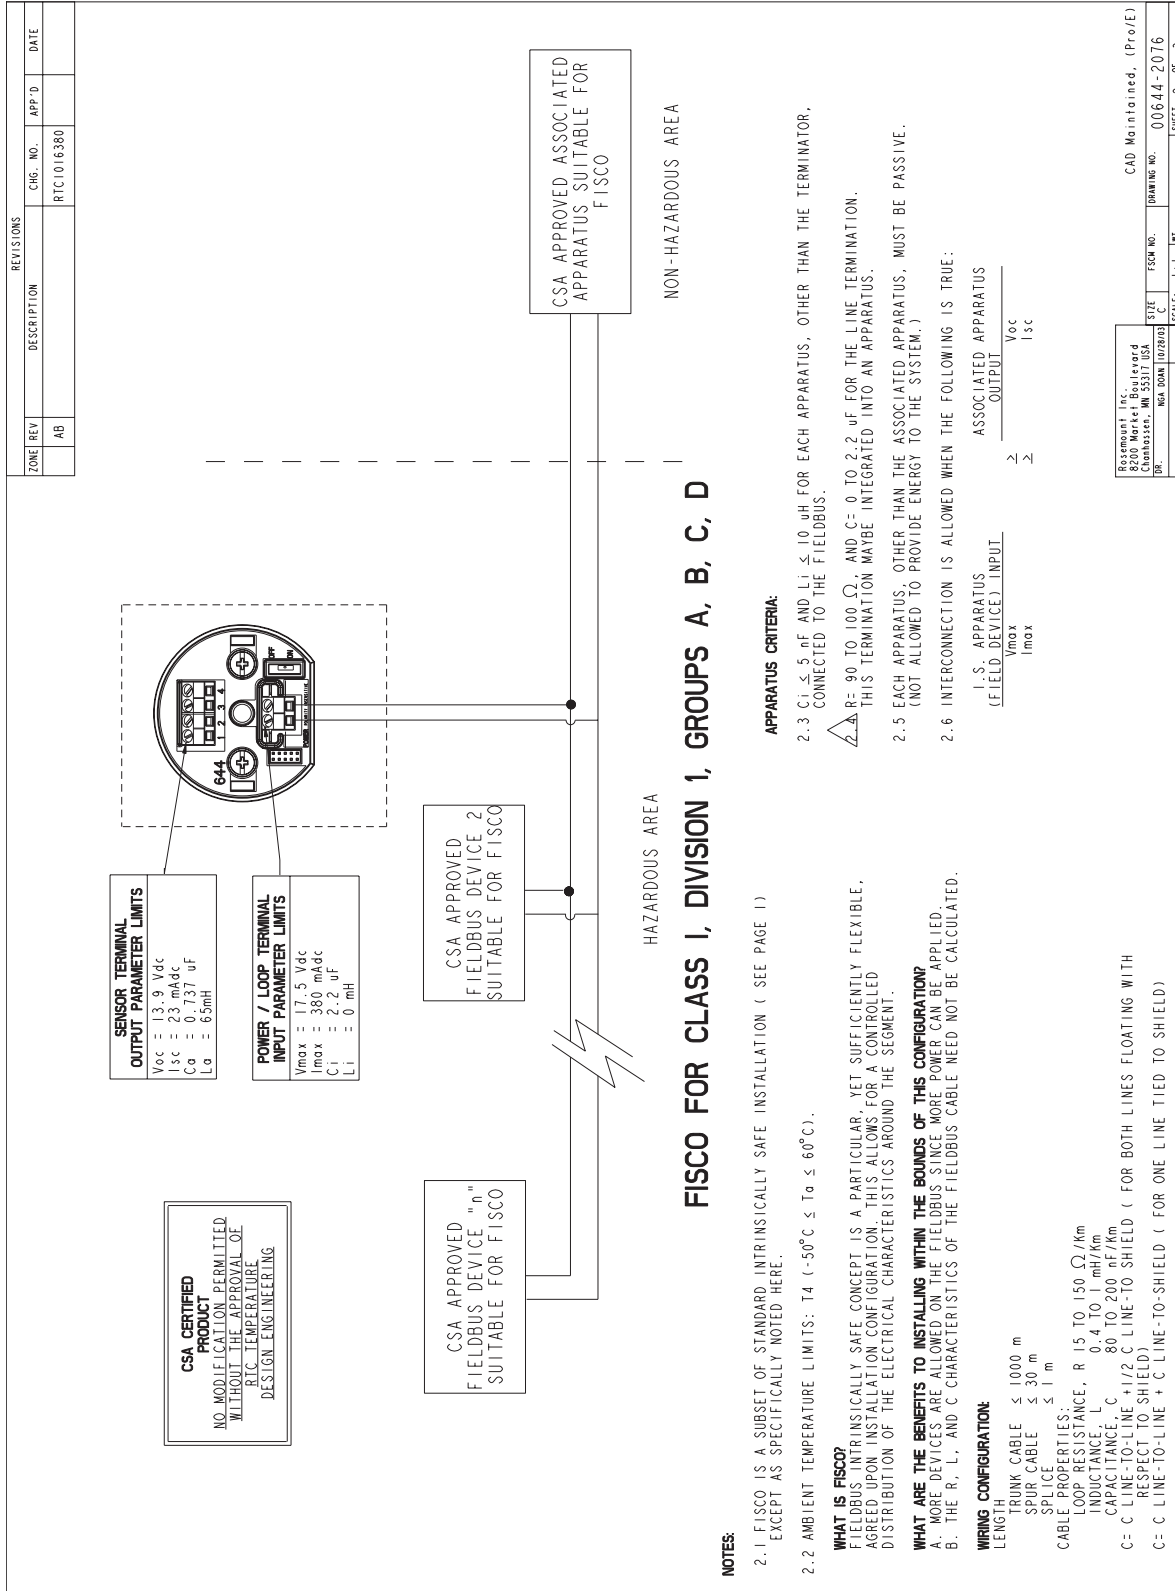 REVISIONS
ZONE REV DESCRIPTION CHG. NO. APP'D DATE
AB RTC1016380
CSA CERTIFIED
PRODUCT
NO MODIFICATION PERMITTED
WITHOUT THE APPROVAL OF
RTC TEMPERATURE
DESIGN ENGINEERING
SENSOR TERMINAL
OUTPUT PARAMETER LIMITS
Voc = 13.9 Vdc
Isc = 23 mAdc
Ca = 0.737 uF
La = 65mH
POWER / LOOP TERMINAL
INPUT PARAMETER LIMITS
Vmax = 17.5 Vdc
Imax = 380 mAdc
Ci = 2.2 uF
Li = 0 mH
644
1 2 3 4
POWER
OFF
ON
CSA APPROVED
FIELDBUS DEVICE "n"
SUITABLE FOR FISCO
CSA APPROVED
FIELDBUS DEVICE 2
SUITABLE FOR FISCO
CSA APPROVED ASSOCIATED
APPARATUS SUITABLE FOR
FISCO
HAZARDOUS AREA
NON-HAZARDOUS AREA
FISCO FOR CLASS I, DIVISION 1, GROUPS A, B, C, D
NOTES:
2.1 FISCO IS A SUBSET OF STANDARD INTRINSICALLY SAFE INSTALLATION ( SEE PAGE 1)
EXCEPT AS SPECIFICALLY NOTED HERE.
2.2 AMBIENT TEMPERATURE LIMITS: T4 (-50°C ≤ Ta ≤ 60°C).
WHAT IS FISCO?
FIELDBUS INTRINSICALLY SAFE CONCEPT IS A PARTICULAR, YET SUFFICIENTLY FLEXIBLE,
AGREED UPON INSTALLATION CONFIGURATION. THIS ALLOWS FOR A CONTROLLED
DISTRIBUTION OF THE ELECTRICAL CHARACTERISTICS AROUND THE SEGMENT.
WHAT ARE THE BENEFITS TO INSTALLING WITHIN THE BOUNDS OF THIS CONFIGURATION?
A. MORE DEVICES ARE ALLOWED ON THE FIELDBUS SINCE MORE POWER CAN BE APPLIED.
B. THE R, L, AND C CHARACTERISTICS OF THE FIELDBUS CABLE NEED NOT BE CALCULATED.
WIRING CONFIGURATION:
LENGTH
TRUNK CABLE ≤ 1000 m
SPUR CABLE ≤ 30 m
SPLICE ≤ 1 m
CABLE PROPERTIES:
LOOP RESISTANCE, R 15 TO 150 Ω/Km
INDUCTANCE, L 0.4 TO 1 mH/Km
CAPACITANCE, C 80 TO 200 nF/Km
C= C LINE-TO-LINE +1/2 C LINE-TO SHIELD ( FOR BOTH LINES FLOATING WITH
RESPECT TO SHIELD)
C= C LINE-TO-LINE + C LINE-TO-SHIELD ( FOR ONE LINE TIED TO SHIELD)
APPARATUS CRITERIA:
2.3 Ci ≤ 5 nF AND Li ≤ 10 uH FOR EACH APPARATUS, OTHER THAN THE TERMINATOR,
CONNECTED TO THE FIELDBUS.
2.4 R= 90 TO 100 Ω, AND C= 0 TO 2.2 uF FOR THE LINE TERMINATION.
THIS TERMINATION MAYBE INTEGRATED INTO AN APPARATUS.
2.5 EACH APPARATUS, OTHER THAN THE ASSOCIATED APPARATUS, MUST BE PASSIVE.
(NOT ALLOWED TO PROVIDE ENERGY TO THE SYSTEM.)
2.6 INTERCONNECTION IS ALLOWED WHEN THE FOLLOWING IS TRUE:
I.S. APPARATUS ASSOCIATED APPARATUS
(FIELD DEVICE) INPUT OUTPUT
Vmax ≥ Voc
Imax ≥ Isc
CAD Maintained, (Pro/E)
Rosemount Inc.
8200 Market Boulevard
Chanhassen, MN 55317 USA
DR. NGA DOAN 10/28/03
SIZE FSCM NO. DRAWING NO.
C 00644-2076